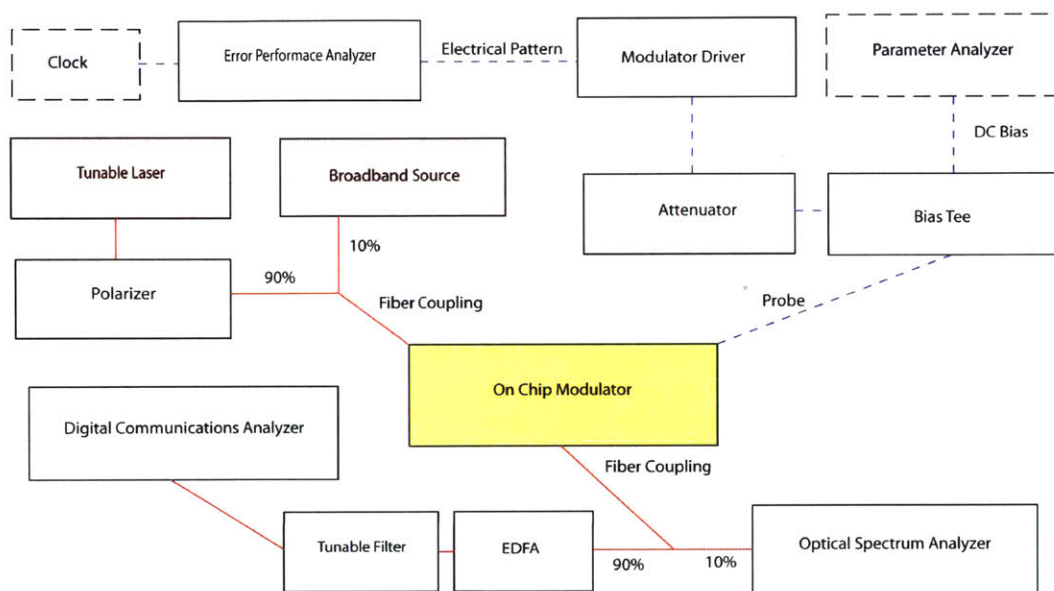 Clock
Error Performace Analyzer
Electrical Pattern
Modulator Driver
Parameter Analyzer
DC Bias
Tunable Laser
Broadband Source
Attenuator
Bias Tee
10%
90%
Polarizer
Fiber Coupling
Probe
On Chip Modulator
Digital Communications Analyzer
Fiber Coupling
Tunable Filter
EDFA
90%
10%
Optical Spectrum Analyzer